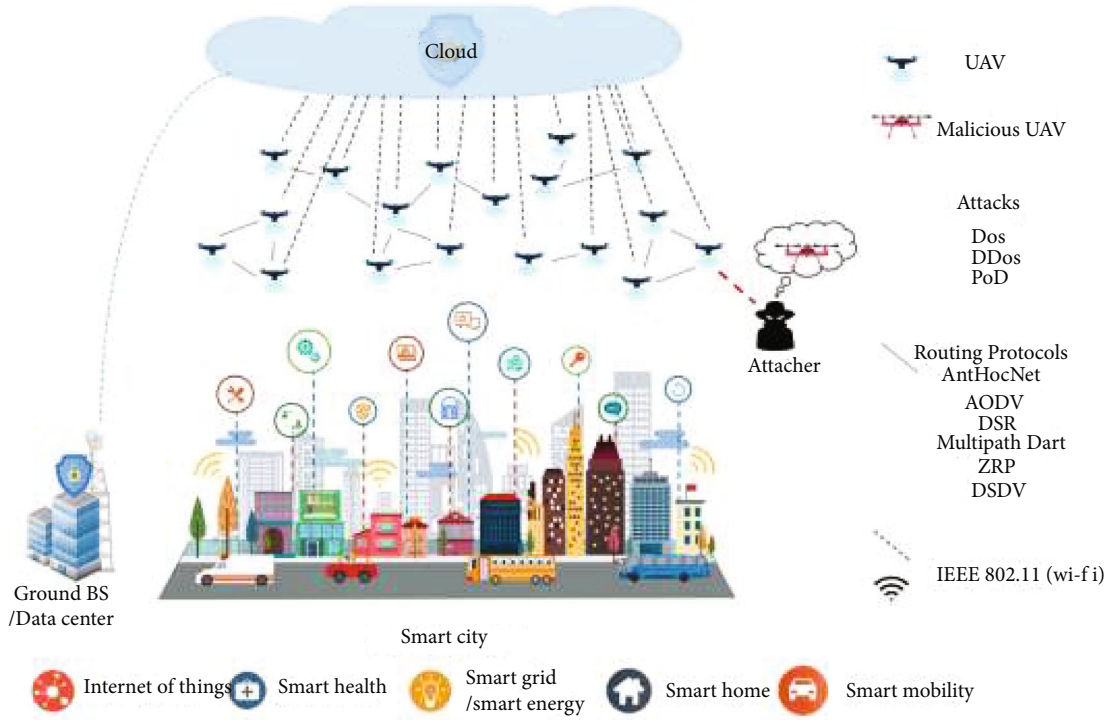 Cloud
UAV
Malicious UAV
Attacks
Dos
DDos
PoD
Attacher
Routing Protocols
AntHocNet
AODV
DSR
Multipath Dart
ZRP
DSDV
IEEE 802.11 (wi-f i)
Ground BS
/Data center
Smart city
Internet of things
Smart health
Smart grid
/smart energy
Smart home
Smart mobility